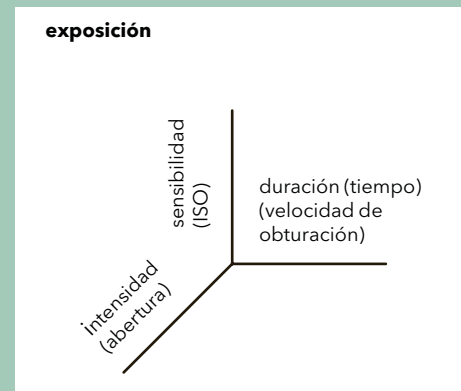 exposición
sensibilidad
(ISO)
duración (tiempo)
(velocidad de
obturación)
intensidad
(abertura)